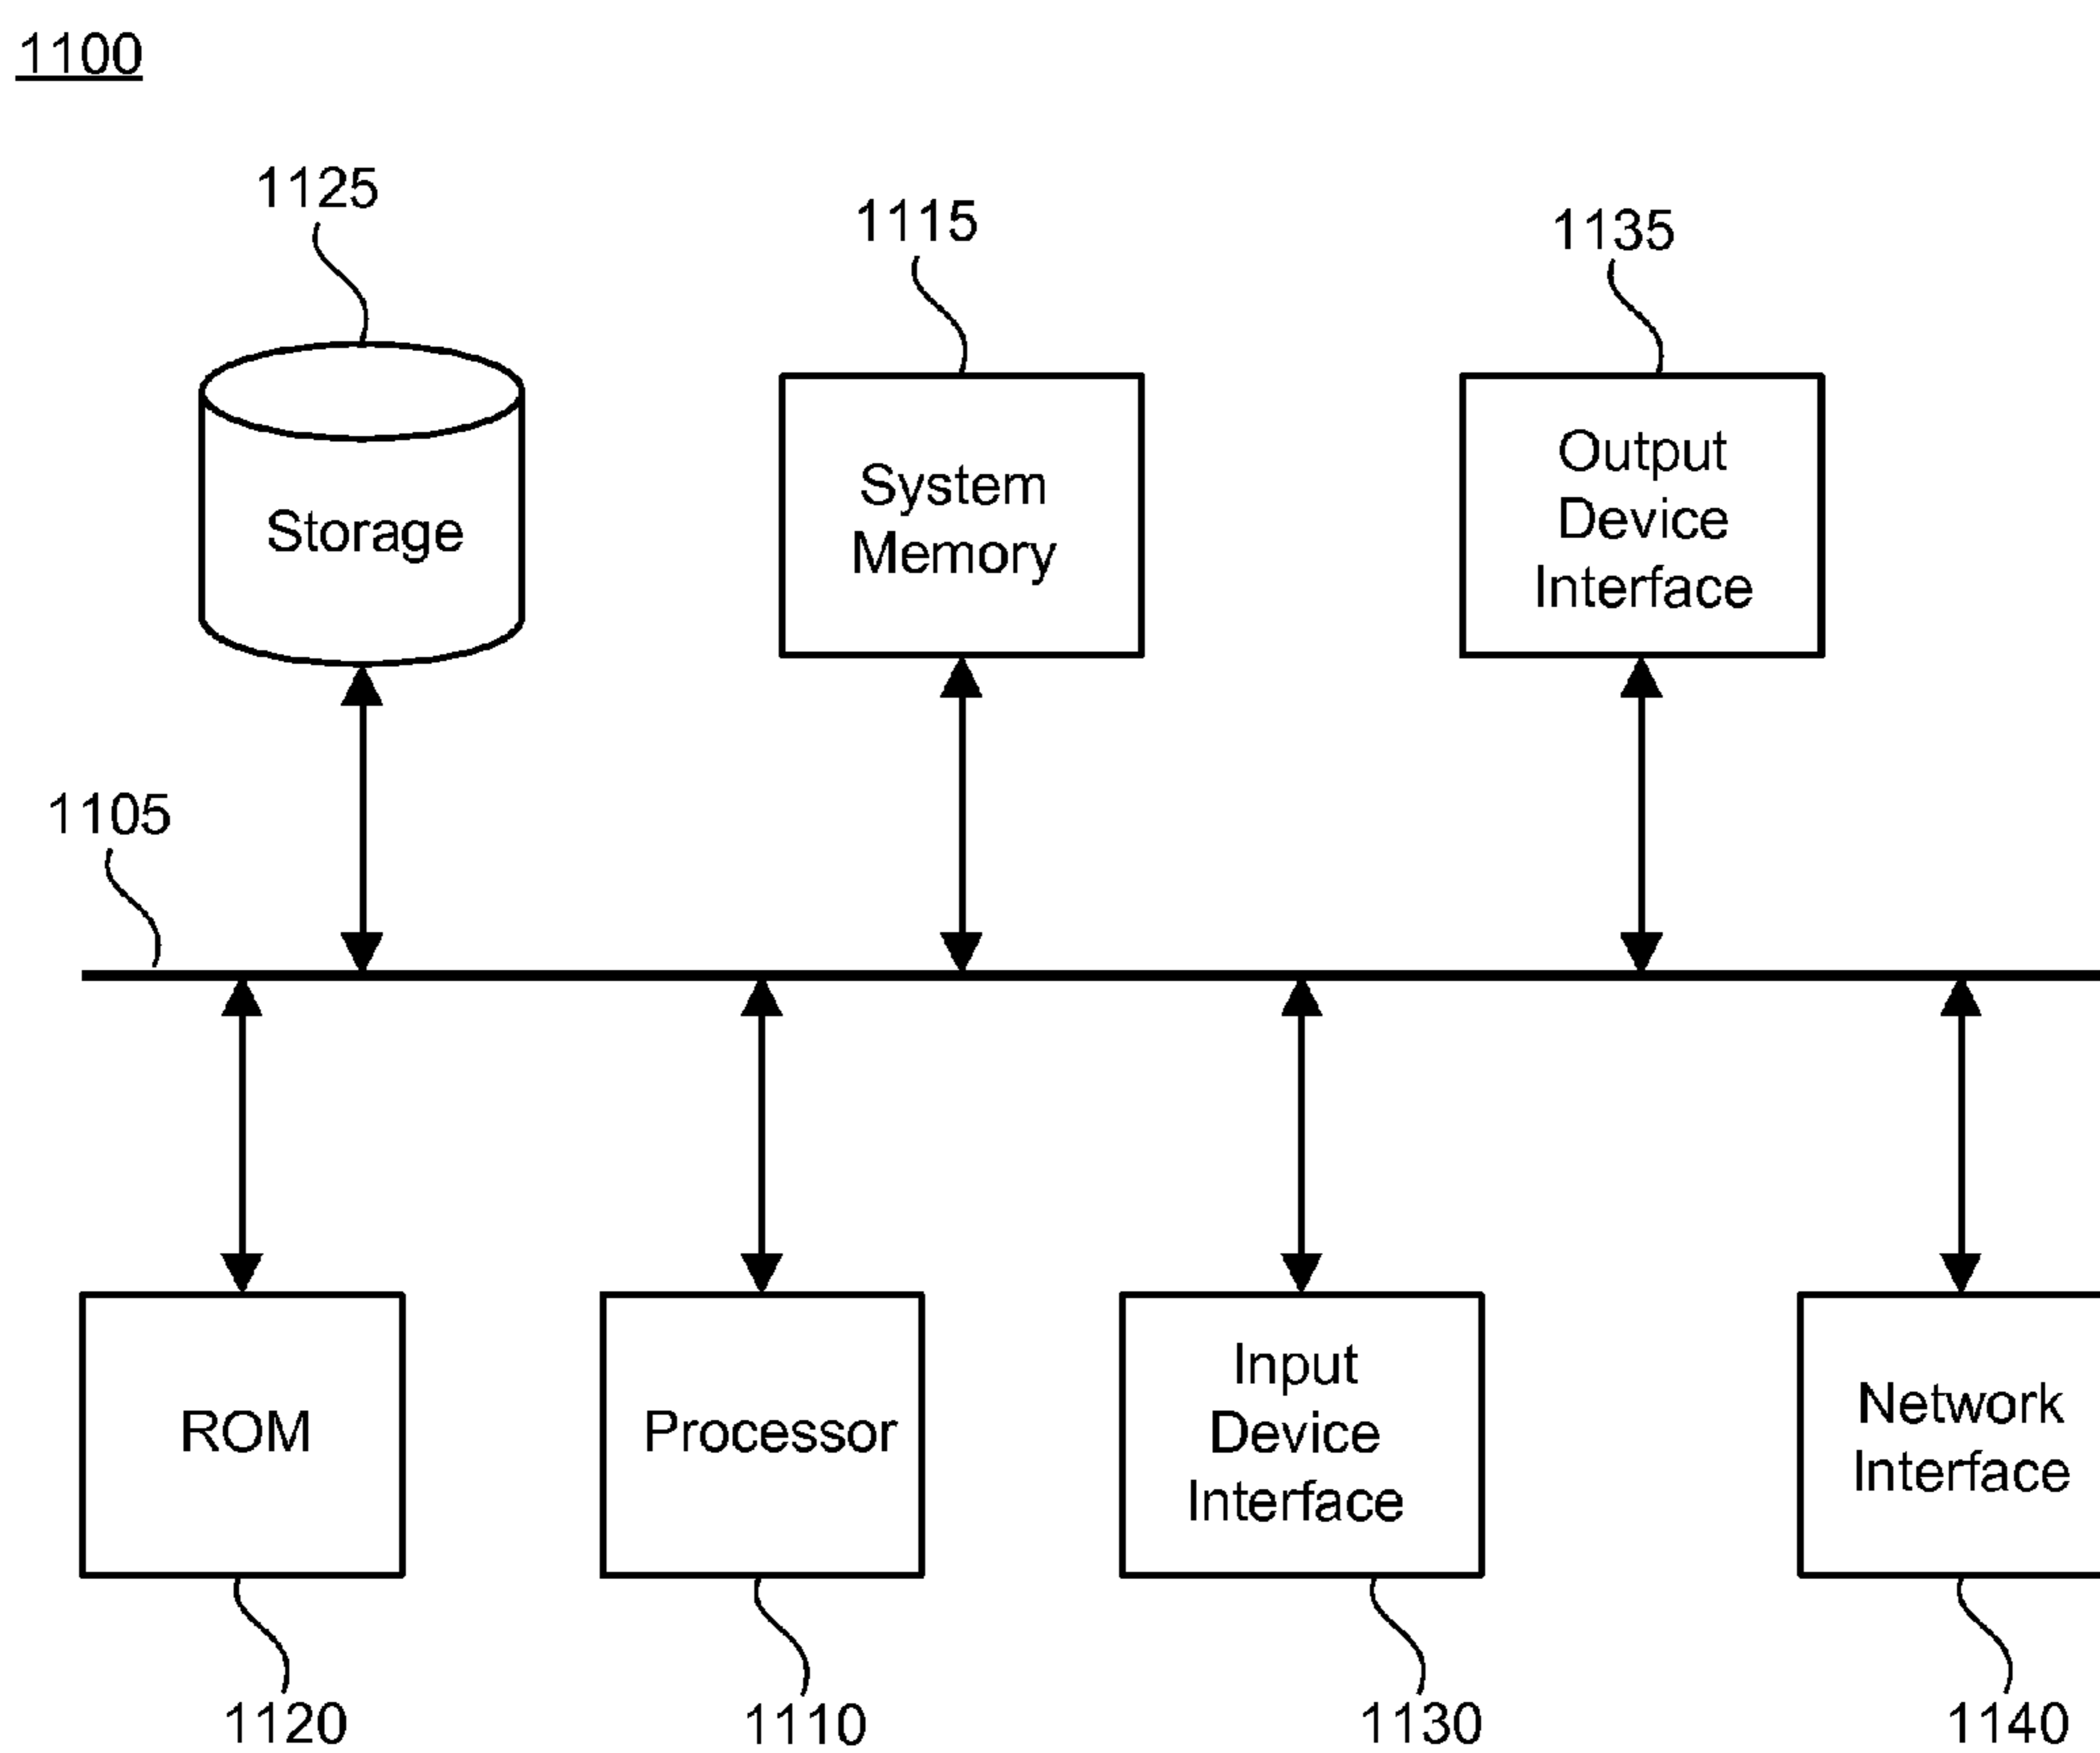 1100
1125
1115
1135
Storage
System
Memory
Output
Device
Interface
1105
ROM
Processor
Input
Device
Interface
Network
Interface
1120
1110
1130
1140